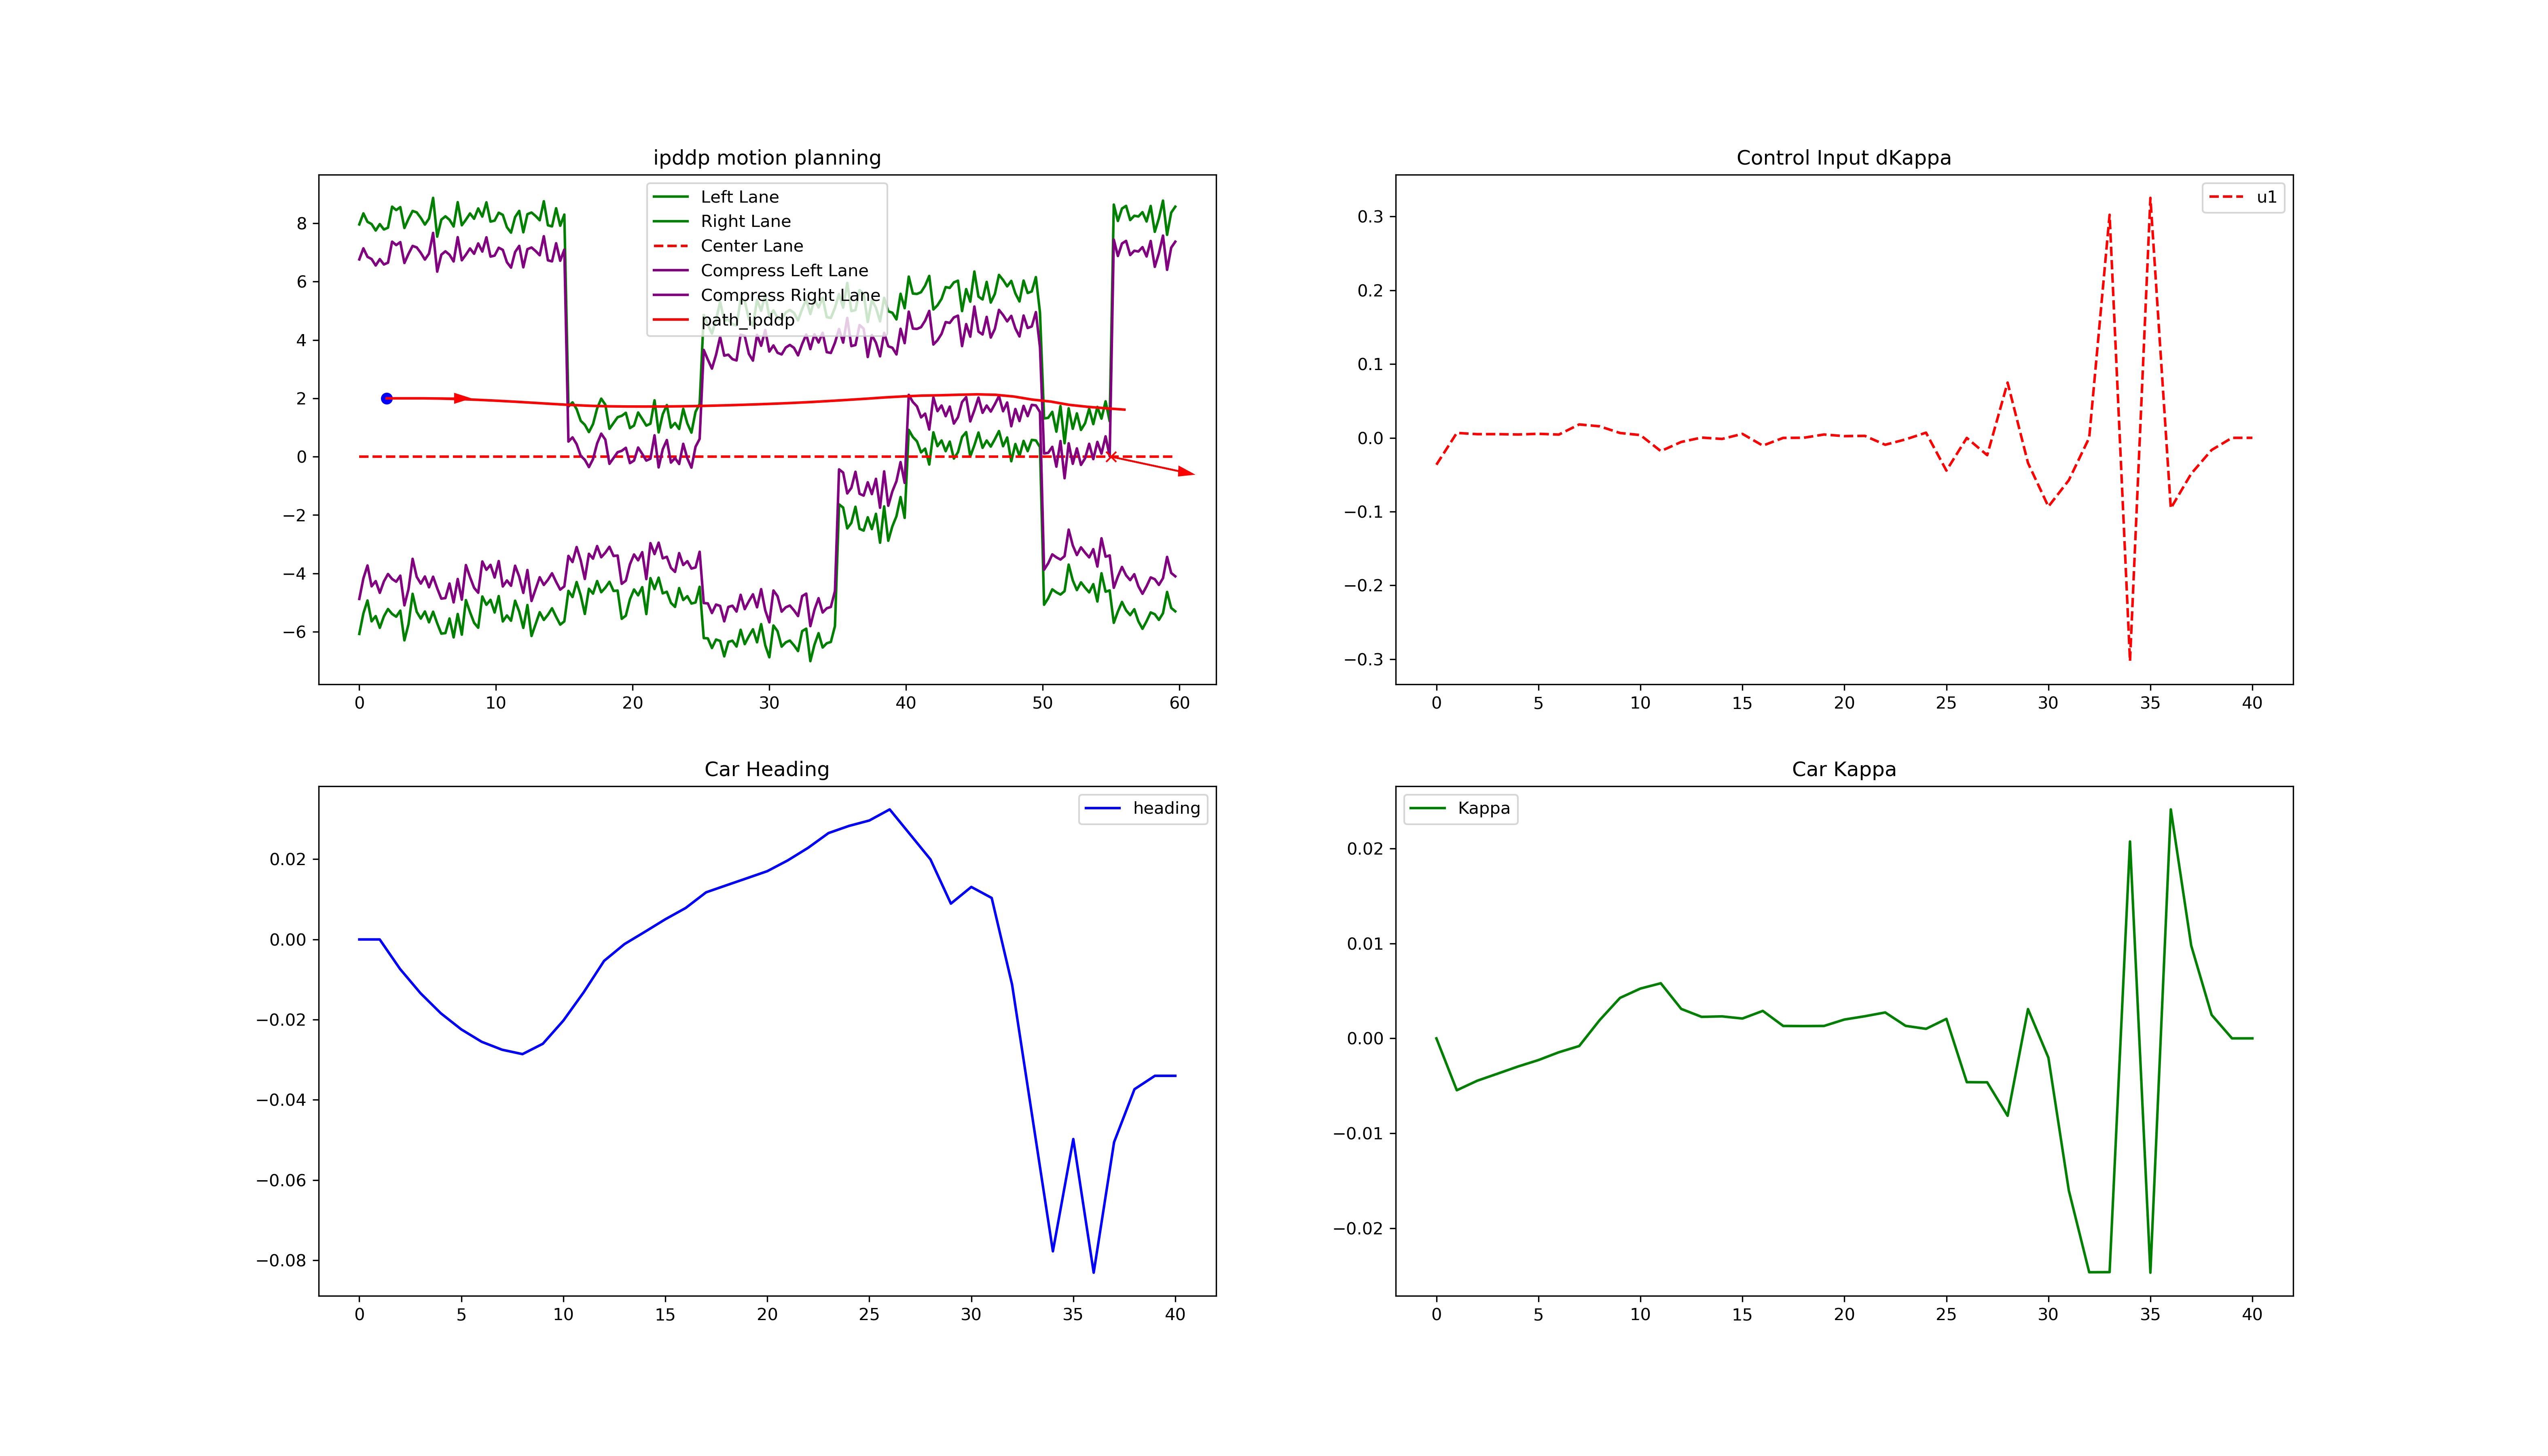 ipddp motion planning
Left Lane
Right Lane
Center Lane
Compress Left Lane
Compress Right Lane
path_ipddp
8
6
4
2
0
−2
−4
−6
0 10 20 30 40 50 60
Control Input dKappa
u1
0.3
0.2
0.1
0.0
−0.1
−0.2
−0.3
0 5 10 15 20 25 30 35 40
Car Heading
heading
0.02
0.00
−0.02
−0.04
−0.06
−0.08
0 5 10 15 20 25 30 35 40
Car Kappa
Kappa
0.02
0.01
0.00
−0.01
−0.02
0 5 10 15 20 25 30 35 40